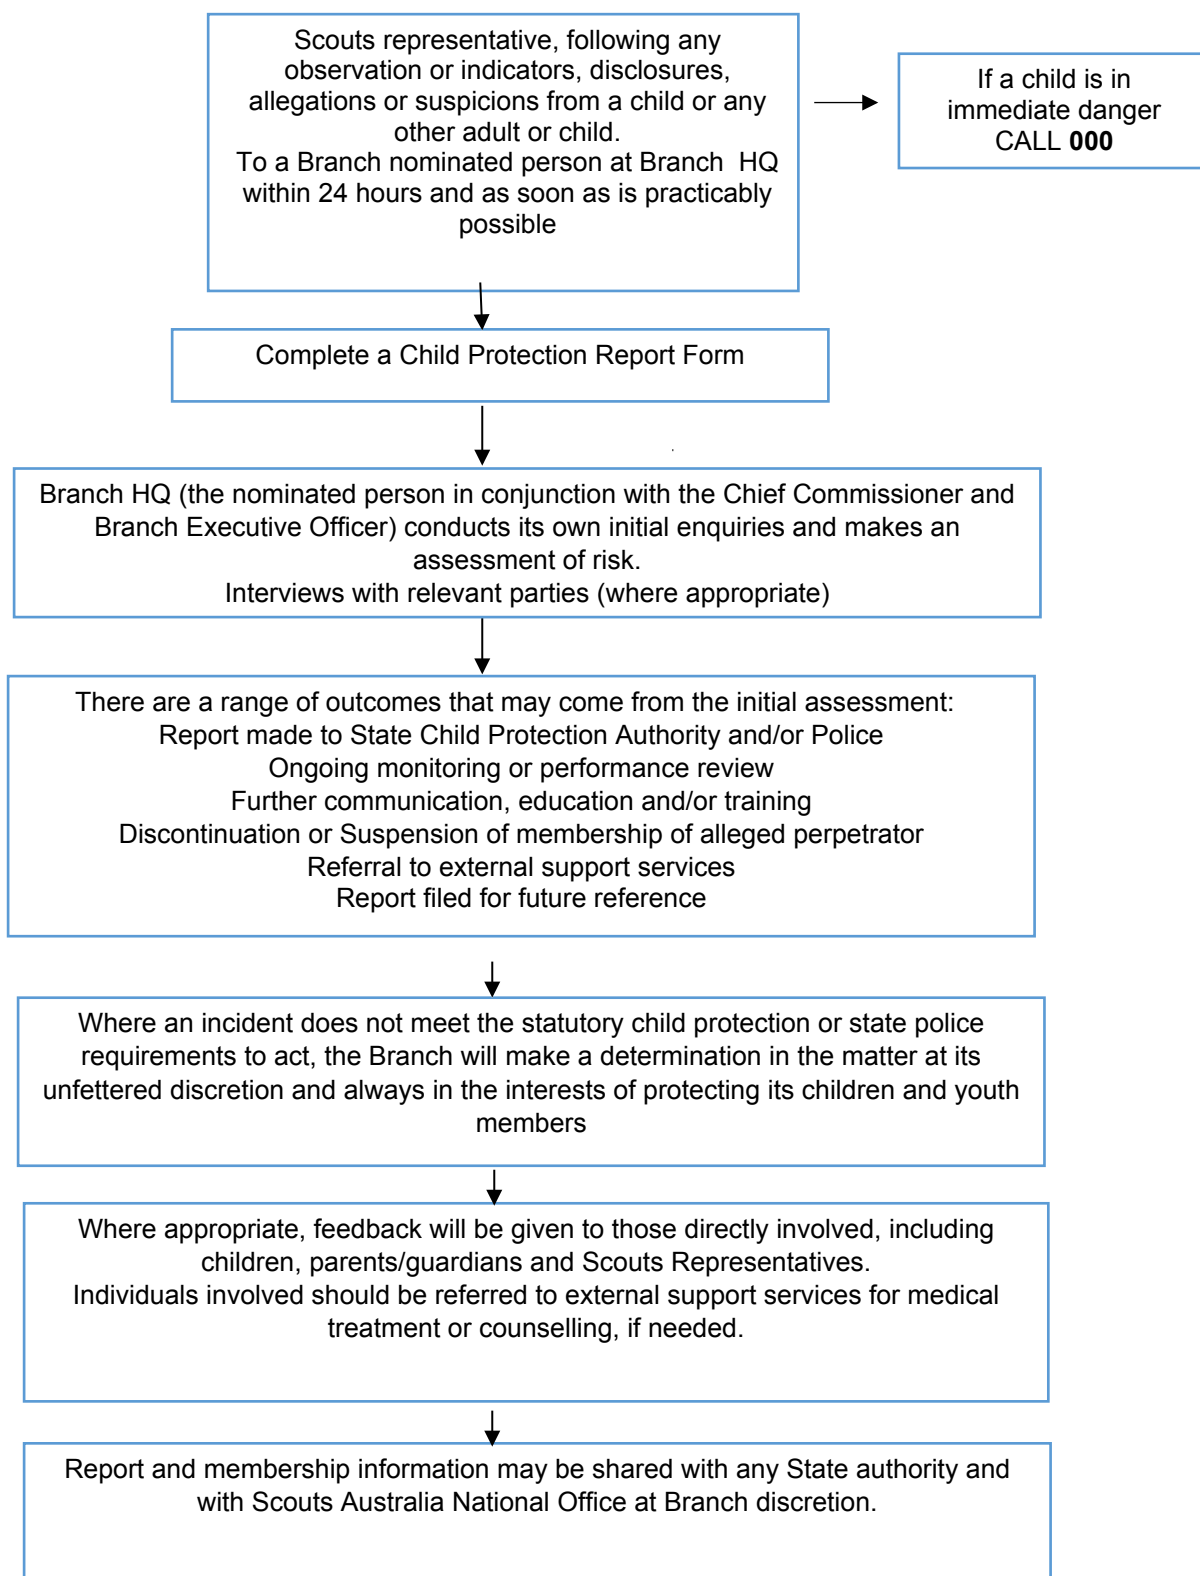 Scouts representative, following any
observation or indicators, disclosures,
allegations or suspicions from a child or any
other adult or child.
To a Branch nominated person at Branch HQ
within 24 hours and as soon as is practicably
possible
If a child is in
immediate danger
CALL 000
Complete a Child Protection Report Form
Branch HQ (the nominated person in conjunction with the Chief Commissioner and
Branch Executive Officer) conducts its own initial enquiries and makes an
assessment of risk.
Interviews with relevant parties (where appropriate)
There are a range of outcomes that may come from the initial assessment:
Report made to State Child Protection Authority and/or Police
Ongoing monitoring or performance review
Further communication, education and/or training
Discontinuation or Suspension of membership of alleged perpetrator
Referral to external support services
Report filed for future reference
Where an incident does not meet the statutory child protection or state police
requirements to act, the Branch will make a determination in the matter at its
unfettered discretion and always in the interests of protecting its children and youth
members
Where appropriate, feedback will be given to those directly involved, including
children, parents/guardians and Scouts Representatives.
Individuals involved should be referred to external support services for medical
treatment or counselling, if needed.
Report and membership information may be shared with any State authority and
with Scouts Australia National Office at Branch discretion.